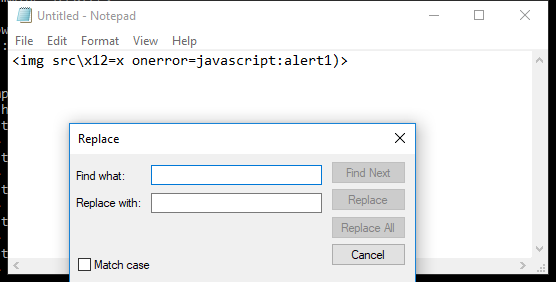 Untitled - Notepad
File Edit Format View Help
<img src\x12=x onerror=javascript:alert1)>
Replace
Find what:
Find Next
Replace with:
Replace
Replace All
Cancel
Match case